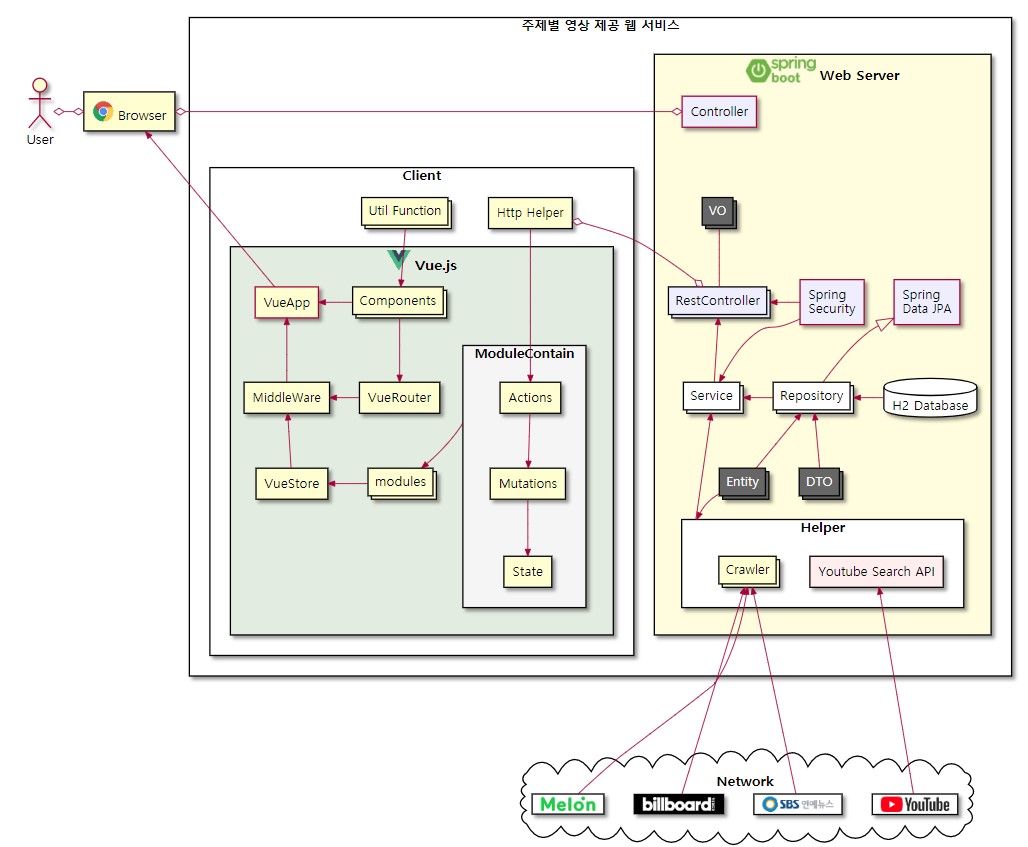 주제별 영상 제공 웹 서비스
spring
boot
Web Server
User
Browser
Controller
Client
Util Function
Http Helper
VO
Vue.js
VueApp
Components
RestController
Spring
Security
Spring
Data JPA
ModuleContain
MiddleWare
VueRouter
Actions
Service
Repository
H2 Database
VueStore
modules
Mutations
Entity
DTO
Helper
State
Crawler
Youtube Search API
Network
Melon
billboard
SBS 연예뉴스
YouTube